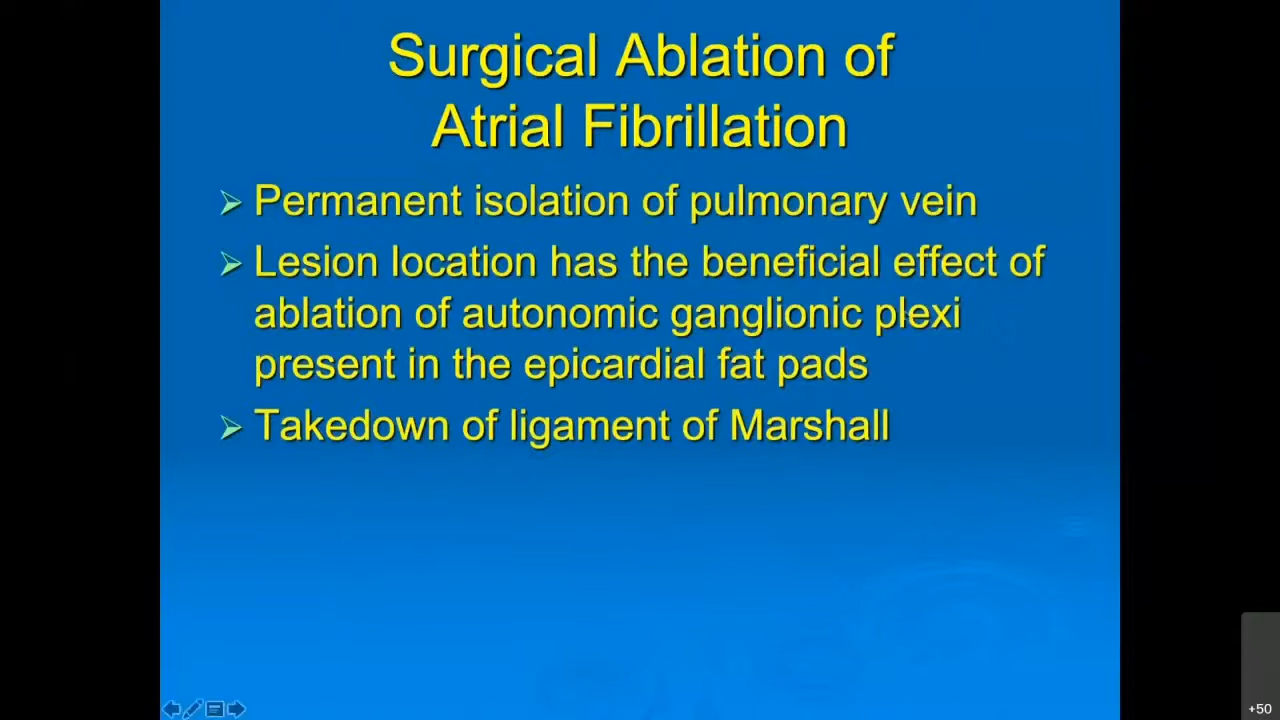 Surgical Ablation of
Atrial Fibrillation
Permanent isolation of pulmonary vein
Lesion location has the beneficial effect of
ablation of autonomic ganglionic plexi
present in the epicardial fat pads
Takedown of ligament of Marshall
+50